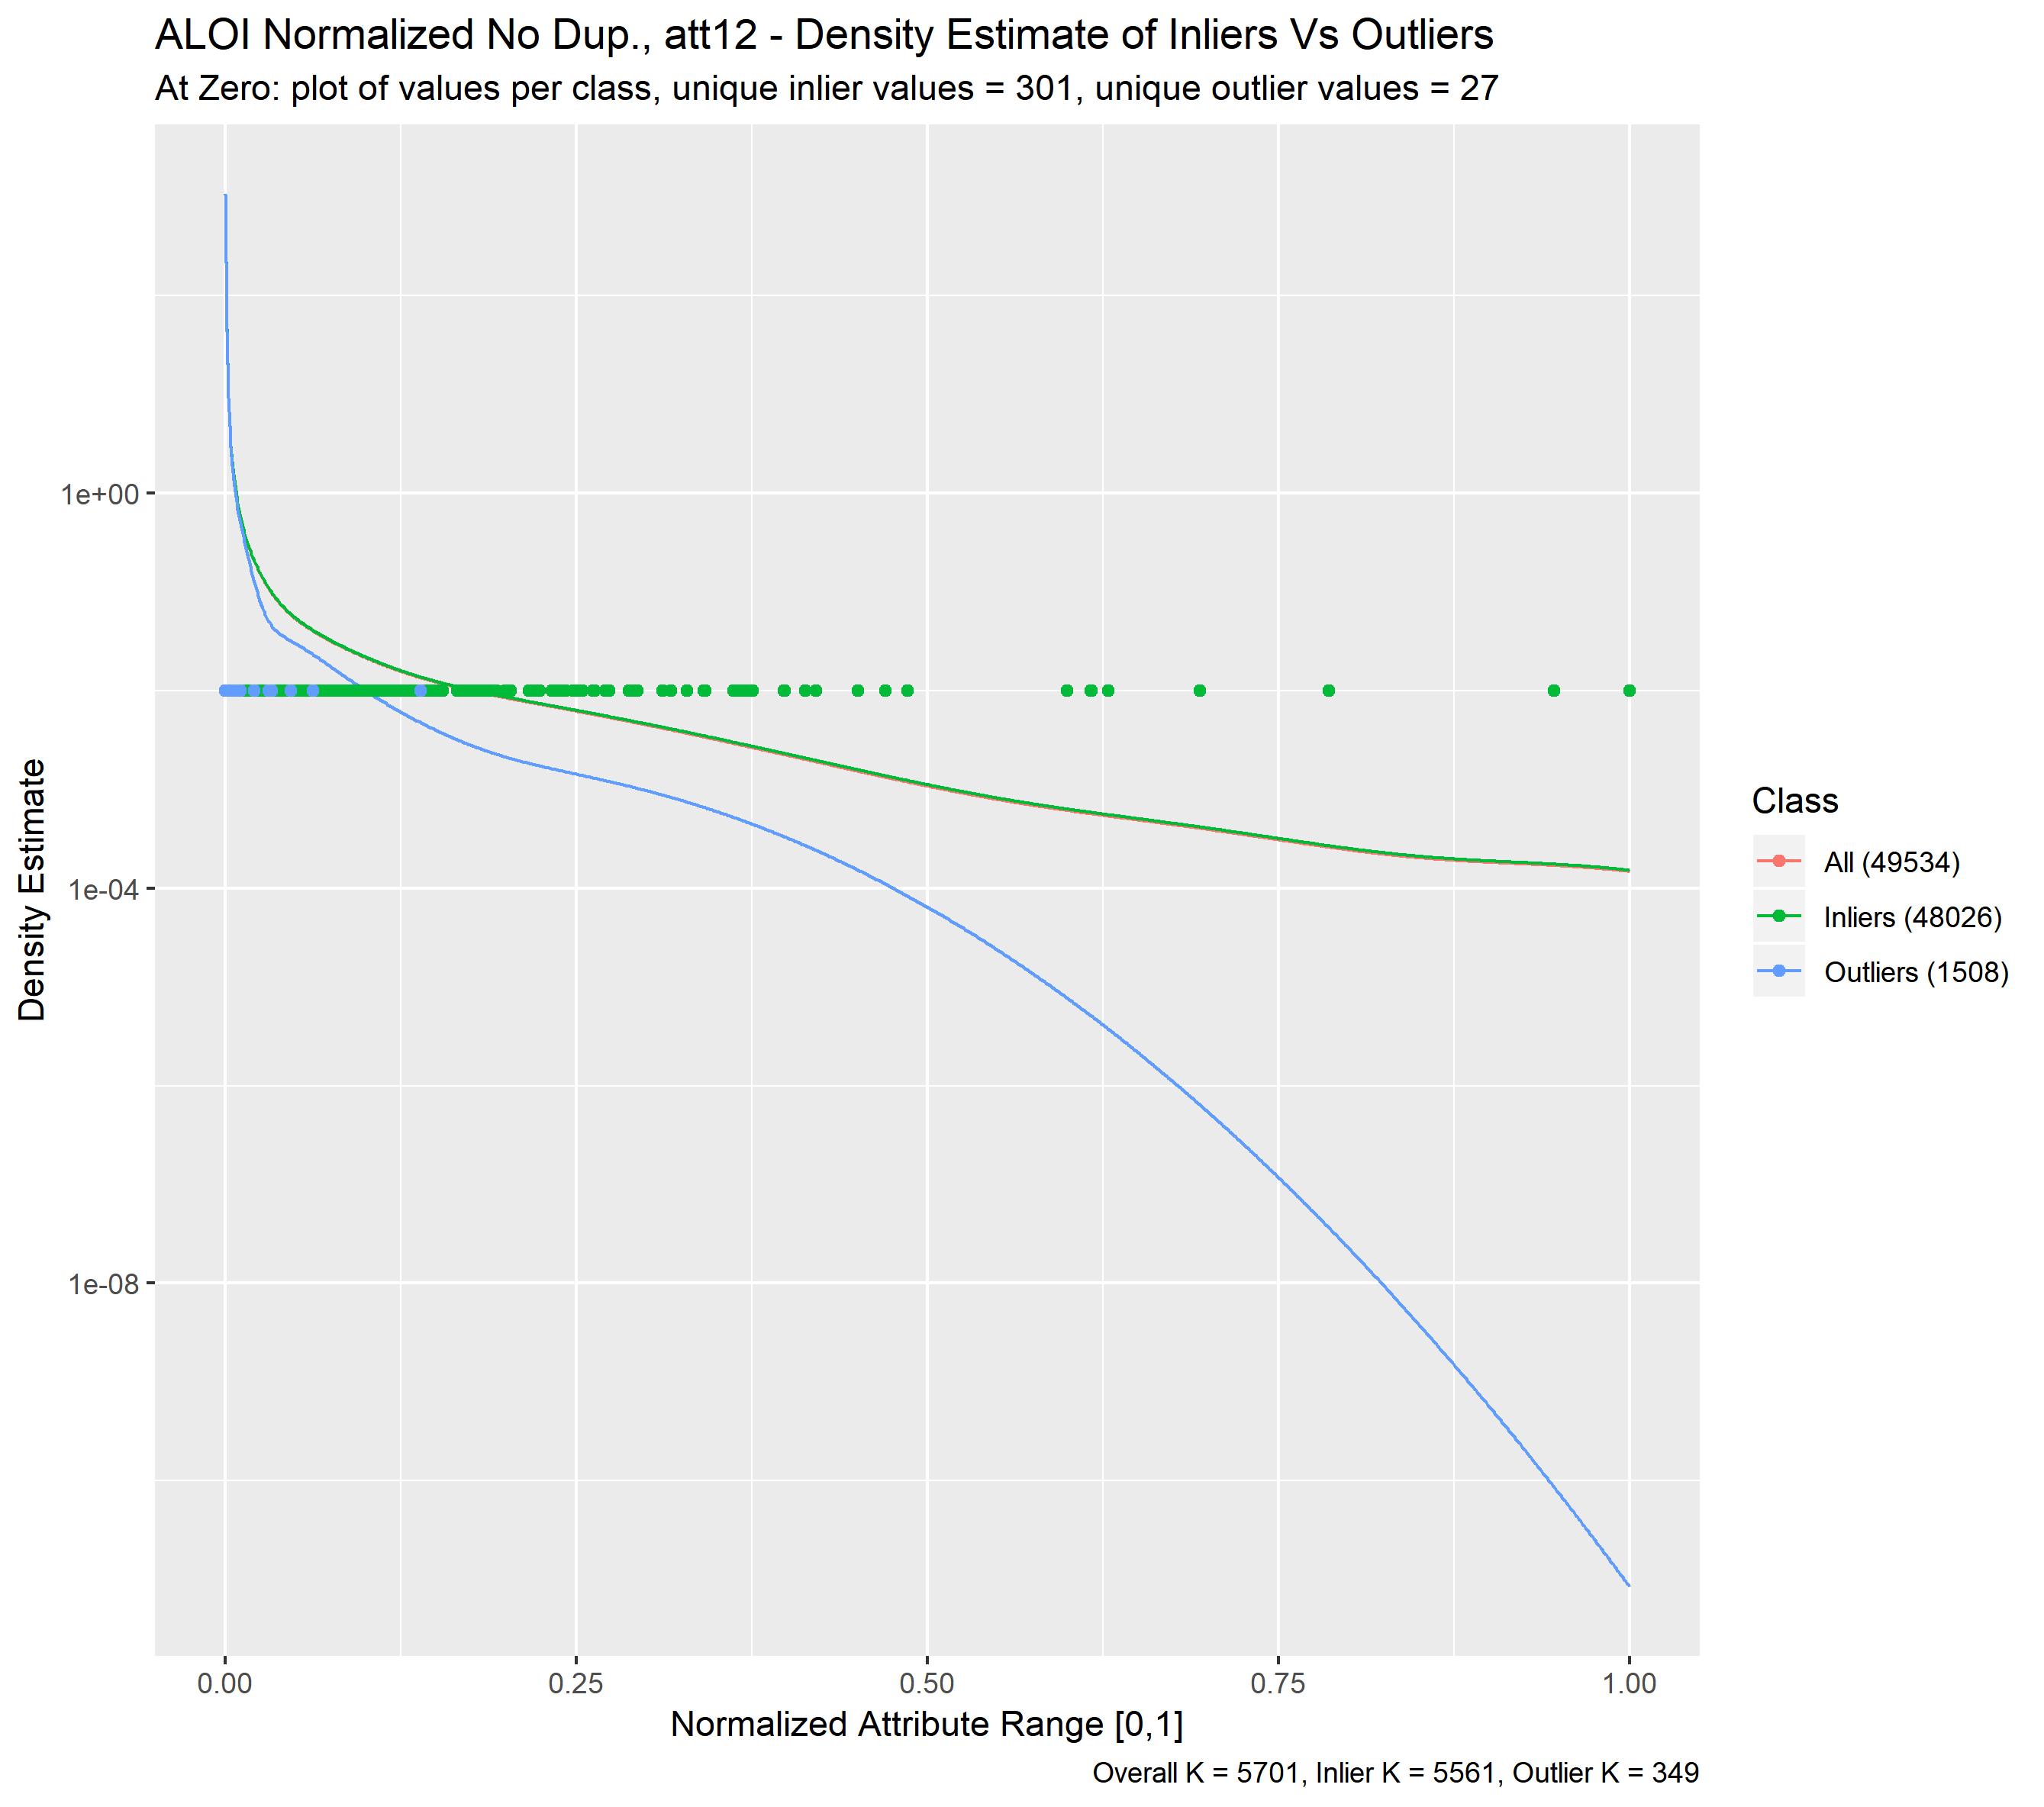 ALOI Normalized No Dup., att12 - Density Estimate of Inliers Vs Outliers
At Zero: plot of values per class, unique inlier values = 301, unique outlier values = 27
1e+00
1e-04
1e-08
Density Estimate
0.00 0.25 0.50 0.75 1.00
Normalized Attribute Range [0,1]
Class
All (49534)
Inliers (48026)
Outliers (1508)
Overall K = 5701, Inlier K = 5561, Outlier K = 349